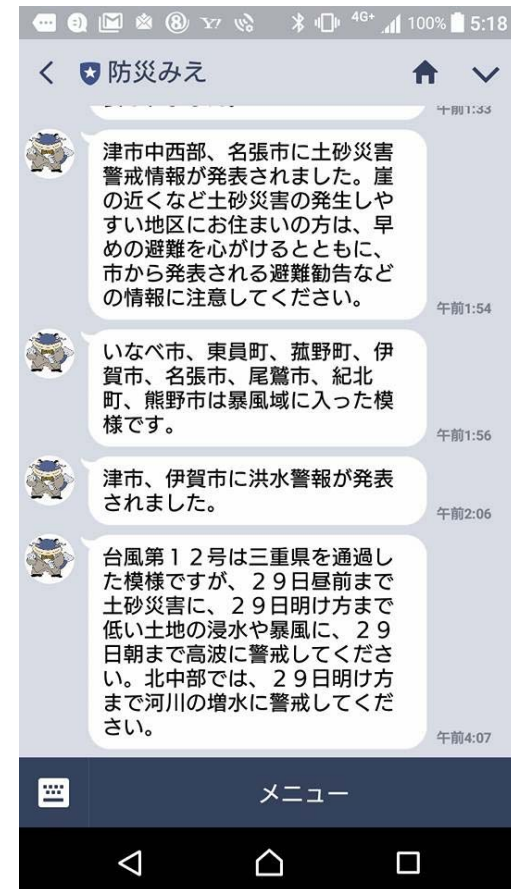 100% 5:18
防災みえ
午前1:33
津市中西部、名張市に土砂災害
警戒情報が発表されました。崖
の近くなど土砂災害の発生しや
すい地区にお住まいの方は、早
めの避難を心がけるとともに、
市から発表される避難勧告など
の情報に注意してください。
午前1:54
いなべ市、東員町、菰野町、伊
賀市、名張市、尾鷲市、紀北
町、熊野市は暴風域に入った模
様です。
午前1:56
津市、伊賀市に洪水警報が発表
されました。
午前2:06
台風第１２号は三重県を通過し
た模様ですが、２９日昼前まで
土砂災害に、２９日明け方まで
低い土地の浸水や暴風に、２９
日朝まで高波に警戒してくださ
い。北中部では、２９日明け方
まで河川の増水に警戒してくだ
さい。
午前4:07
メニュー